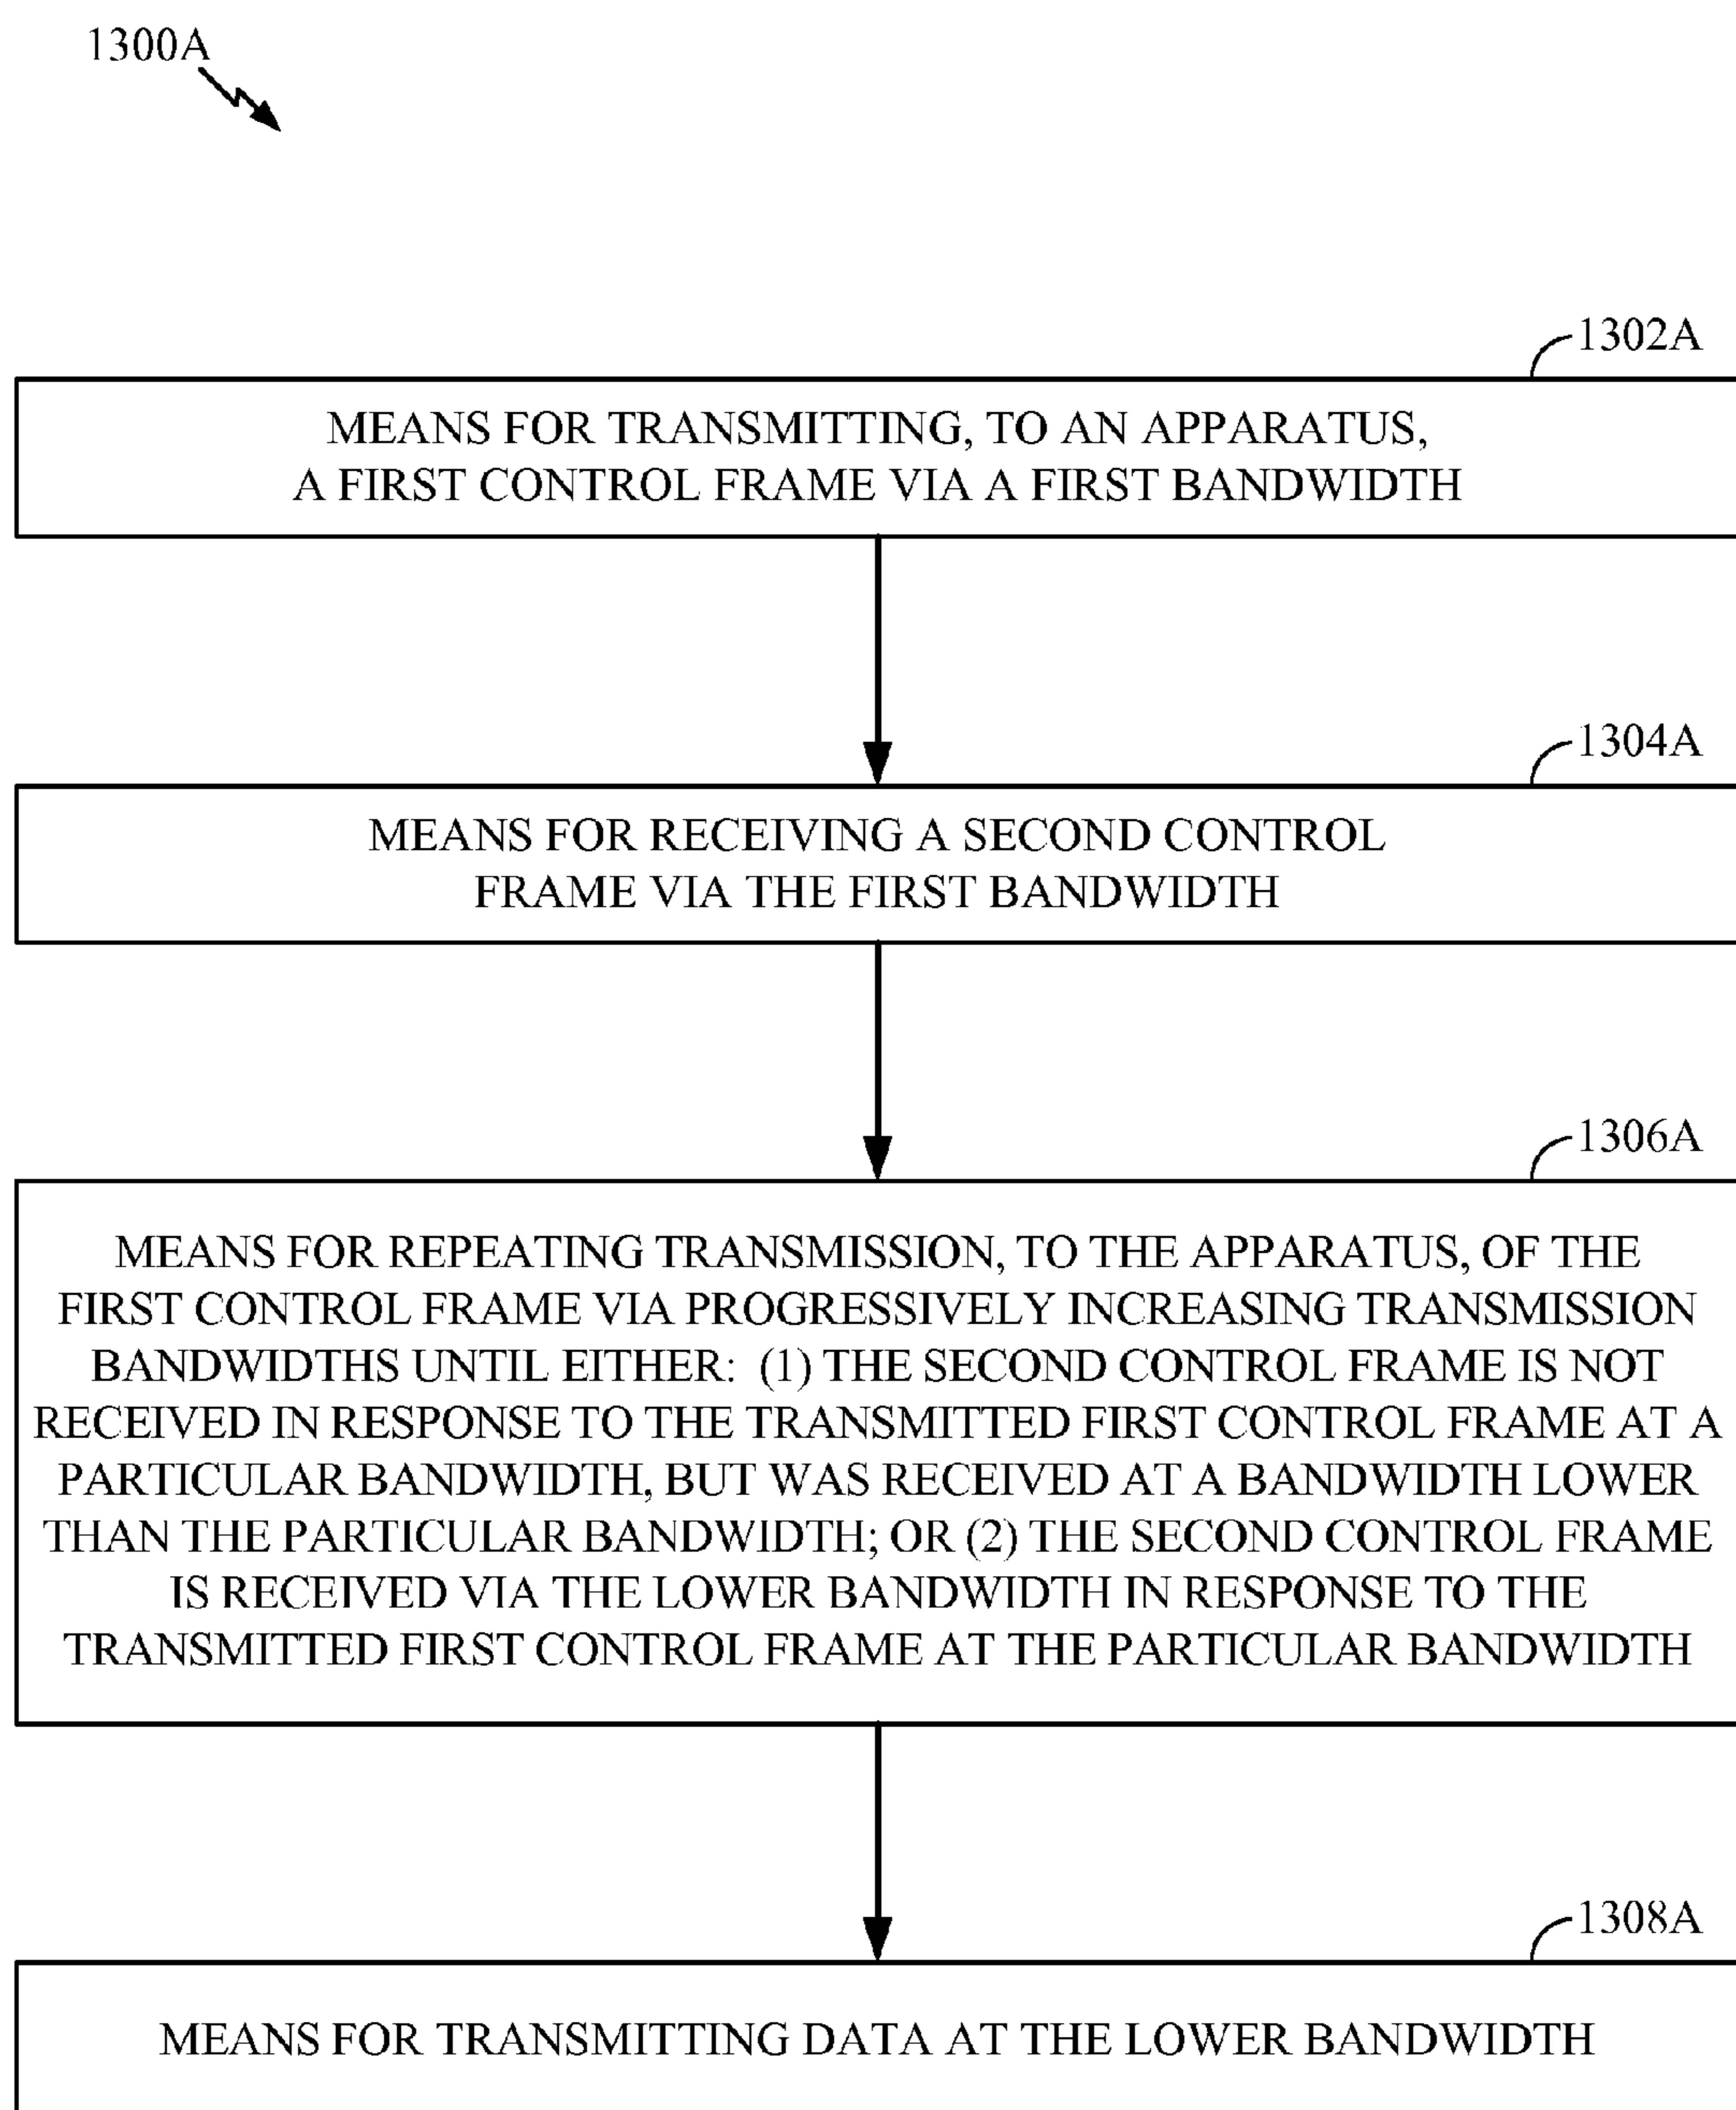 1300A
1302A
MEANS FOR TRANSMITTING, TO AN APPARATUS,
A FIRST CONTROL FRAME VIA A FIRST BANDWIDTH
1304A
MEANS FOR RECEIVING A SECOND CONTROL
FRAME VIA THE FIRST BANDWIDTH
1306A
MEANS FOR REPEATING TRANSMISSION, TO THE APPARATUS, OF THE
FIRST CONTROL FRAME VIA PROGRESSIVELY INCREASING TRANSMISSION
BANDWIDTHS UNTIL EITHER: (1) THE SECOND CONTROL FRAME IS NOT
RECEIVED IN RESPONSE TO THE TRANSMITTED FIRST CONTROL FRAME AT A
PARTICULAR BANDWIDTH, BUT WAS RECEIVED AT A BANDWIDTH LOWER
THAN THE PARTICULAR BANDWIDTH; OR (2) THE SECOND CONTROL FRAME
IS RECEIVED VIA THE LOWER BANDWIDTH IN RESPONSE TO THE
TRANSMITTED FIRST CONTROL FRAME AT THE PARTICULAR BANDWIDTH
1308A
MEANS FOR TRANSMITTING DATA AT THE LOWER BANDWIDTH